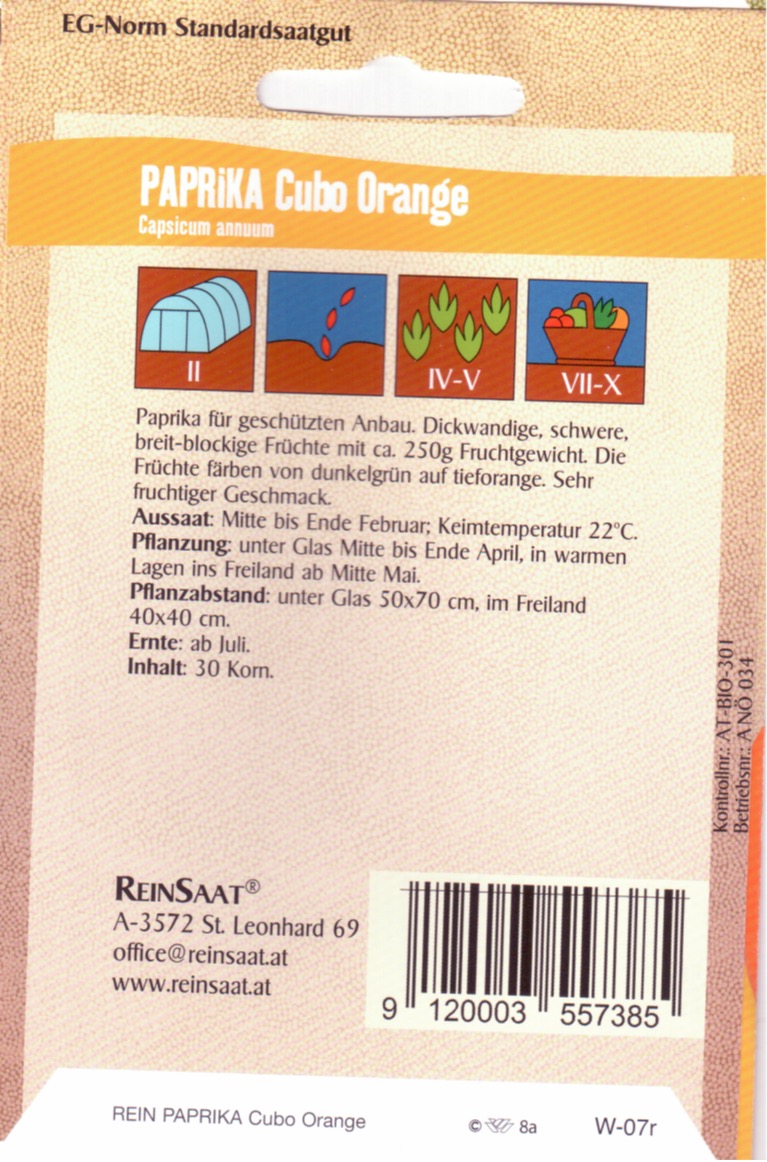 EG-Norm Standardsaatgut
PAPRiKA Cubo Orange
Capsicum annuum
II
IV-V
VII-X
Paprika für geschützten Anbau. Dickwandige, schwere,
breit-blockige Früchte mit ca. 250g Fruchtgewicht. Die
Früchte färben von dunkelgrün auf tieforange. Sehr
fruchtiger Geschmack.
Aussaat: Mitte bis Ende Februar; Keimtemperatur 22°C.
Pflanzung: unter Glas Mitte bis Ende April, in warmen
Lagen ins Freiland ab Mitte Mai.
Pflanzabstand: unter Glas 50x70 cm, im Freiland
40x40 cm.
Ernte: ab Juli.
Inhalt: 30 Korn.
Kontrollnr.: AT-BIO-301
Betriebsnr.: A NÖ 034
REINSAAT®
A-3572 St. Leonhard 69
office@reinsaat.at
www.reinsaat.at
9 120003 557385
REIN PAPRIKA Cubo Orange
© 8a
W-07r